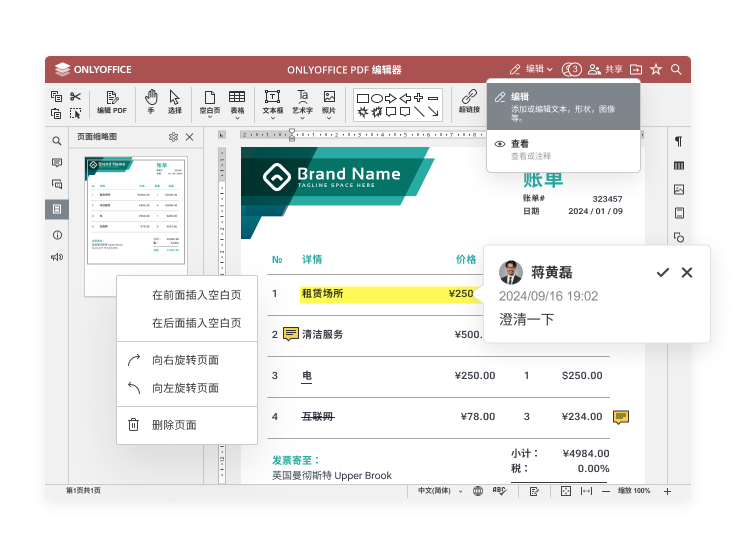 ONLYOFFICE
ONLYOFFICE PDF 编辑器
编辑
3
共享
编辑 PDF
手
选择
空白页
表格
文本框
艺术字
照片
超链接
编辑
添加或编辑文本，形状，图像
等。
查看
查看或注释
页面缩略图
Brand Name
TAGLINE SPACE HERE
账单
账单# 323457
日期 2024 / 01 / 09
№ 详情 价格
1 租赁场所 ¥250
2 清洁服务 ¥500.
3 电 ¥250.00 1 $250.00
4 互联网 ¥78.00 3 ¥234.00
小计： ¥4984.00
税： 0.00%
发票寄至：
英国曼彻斯特 Upper Brook
蒋黄磊
2024/09/16 19:02
澄清一下
在前面插入空白页
在后面插入空白页
向右旋转页面
向左旋转页面
删除页面
第1页共1页
中文(简体)
缩放 100%